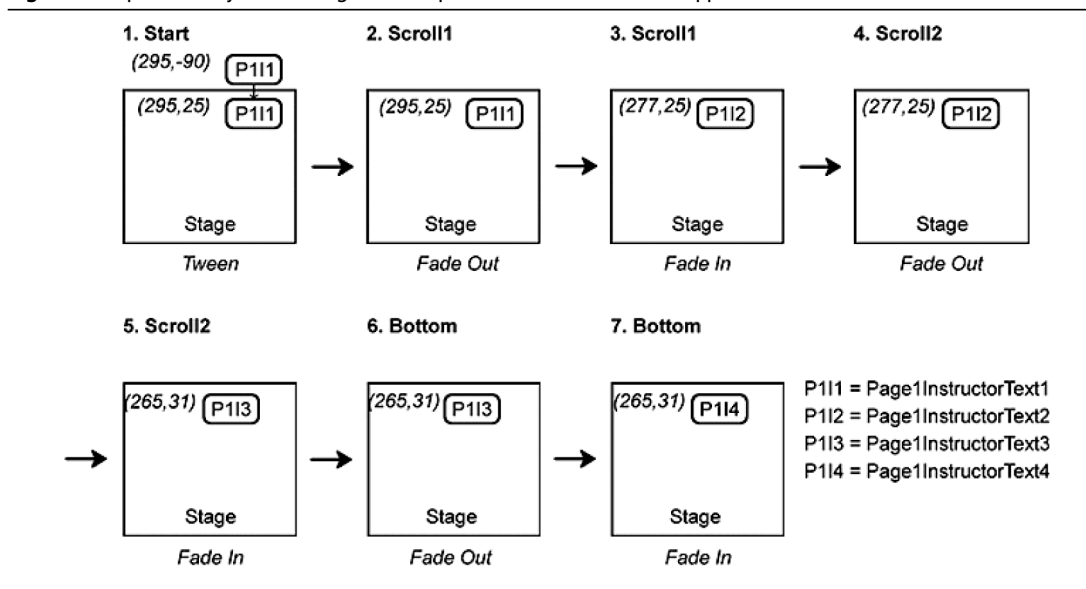 1. Start
(295,-90) P1I1
(295,25) P1I1
Stage
Tween
2. Scroll1
(295,25) P1I1
Stage
Fade Out
3. Scroll1
(277,25) P1I2
Stage
Fade In
4. Scroll2
(277,25) P1I2
Stage
Fade Out
5. Scroll2
(265,31) P1I3
Stage
Fade In
6. Bottom
(265,31) P1I3
Stage
Fade Out
7. Bottom
(265,31) P1I4
Stage
Fade In
P1I1 = Page1InstructorText1
P1I2 = Page1InstructorText2
P1I3 = Page1InstructorText3
P1I4 = Page1InstructorText4